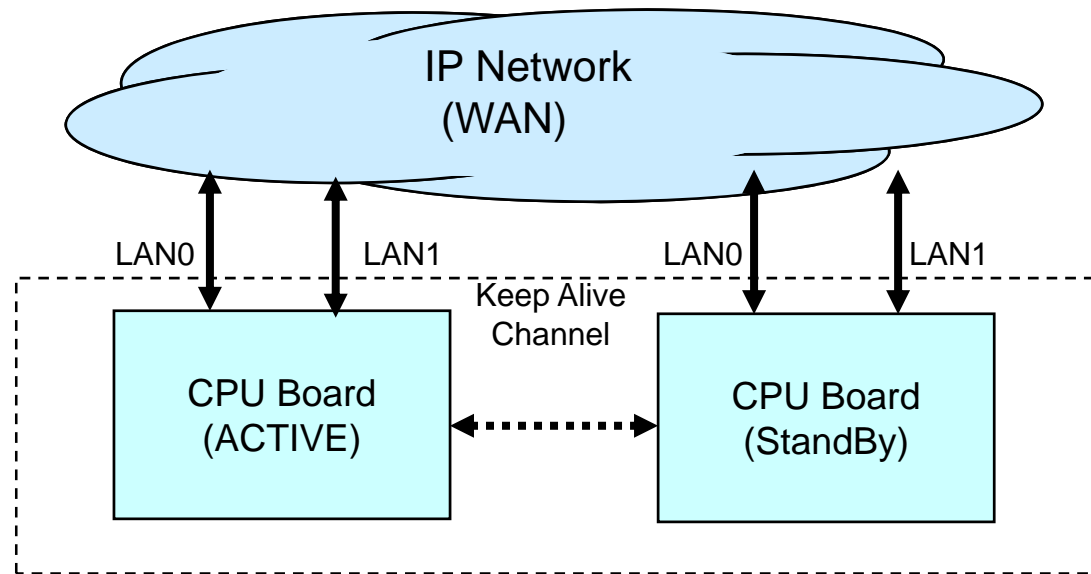 IP Network
(WAN)
LAN0
LAN1
LAN0
LAN1
Keep Alive
Channel
CPU Board
(ACTIVE)
CPU Board
(StandBy)